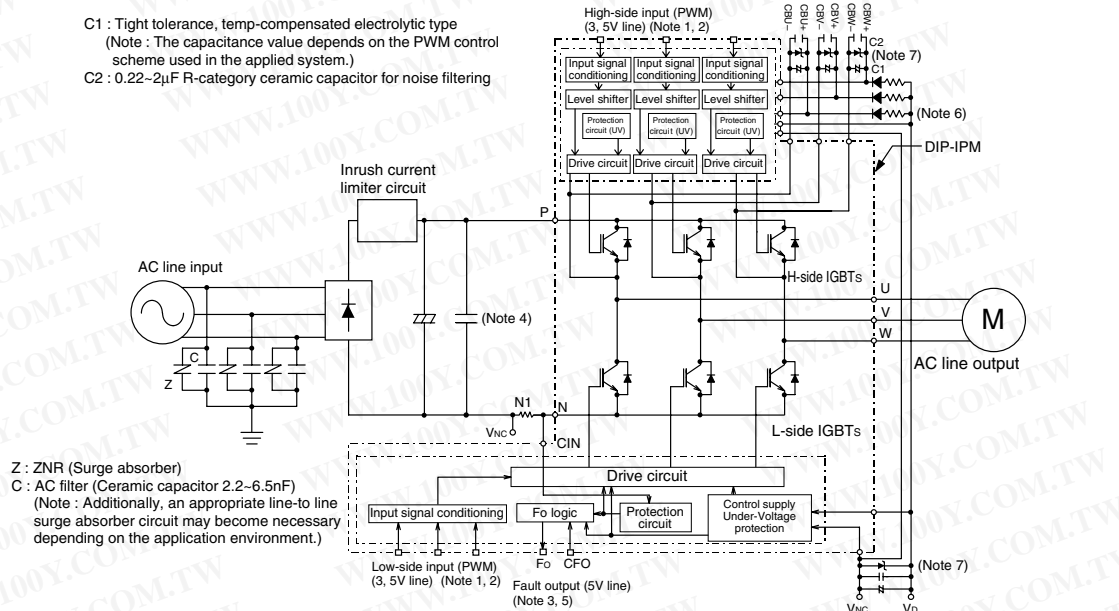 C1 : Tight tolerance, temp-compensated electrolytic type
(Note : The capacitance value depends on the PWM control
scheme used in the applied system.)
C2 : 0.22~2μF R-category ceramic capacitor for noise filtering
High-side input (PWM)
(3, 5V line) (Note 1, 2)
CBU-
CBU+
CBV-
CBV+
CBW-
CBW+
C2
(Note 7)
C1
(Note 6)
DIP-IPM
Input signal
conditioning
Input signal
conditioning
Input signal
conditioning
Level shifter
Level shifter
Level shifter
Protection
circuit (UV)
Protection
circuit (UV)
Protection
circuit (UV)
Drive circuit
Drive circuit
Drive circuit
Inrush current
limiter circuit
P
AC line input
H-side IGBTs
U
V
W
M
AC line output
(Note 4)
C
Z
N1
N
VNC
CIN
L-side IGBTs
Z : ZNR (Surge absorber)
C : AC filter (Ceramic capacitor 2.2~6.5nF)
(Note : Additionally, an appropriate line-to line
surge absorber circuit may become necessary
depending on the application environment.)
Drive circuit
Input signal conditioning
Fo logic
Protection
circuit
Control supply
Under-Voltage
protection
Low-side input (PWM)
(3, 5V line) (Note 1, 2)
Fo
CFO
Fault output (5V line)
(Note 3, 5)
(Note 7)
VNC
VD
WWW.100Y.COM.TW